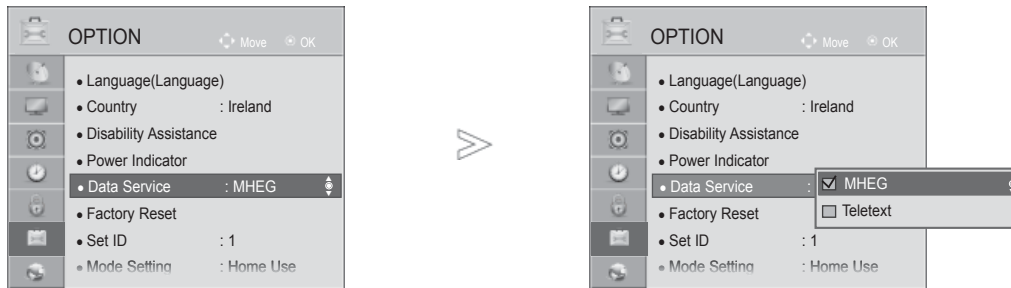 OPTION
Move OK
• Language(Language)
• Country : Ireland
• Disability Assistance
• Power Indicator
• Data Service : MHEG
• Factory Reset
• Set ID : 1
• Mode Setting : Home Use
OPTION
Move OK
• Language(Language)
• Country : Ireland
• Disability Assistance
• Power Indicator
• Data Service :
MHEG
Teletext
• Factory Reset
• Set ID : 1
• Mode Setting : Home Use